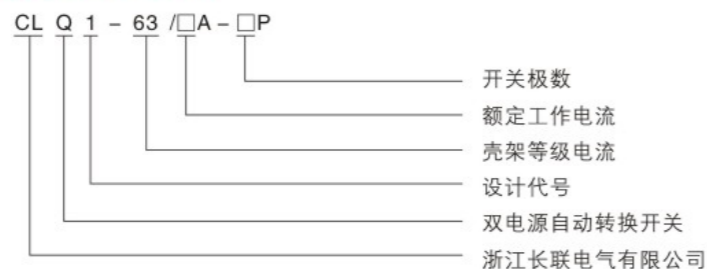 CL Q 1 - 63 /□A - □P
开关极数
额定工作电流
壳架等级电流
设计代号
双电源自动转换开关
浙江长联电气有限公司